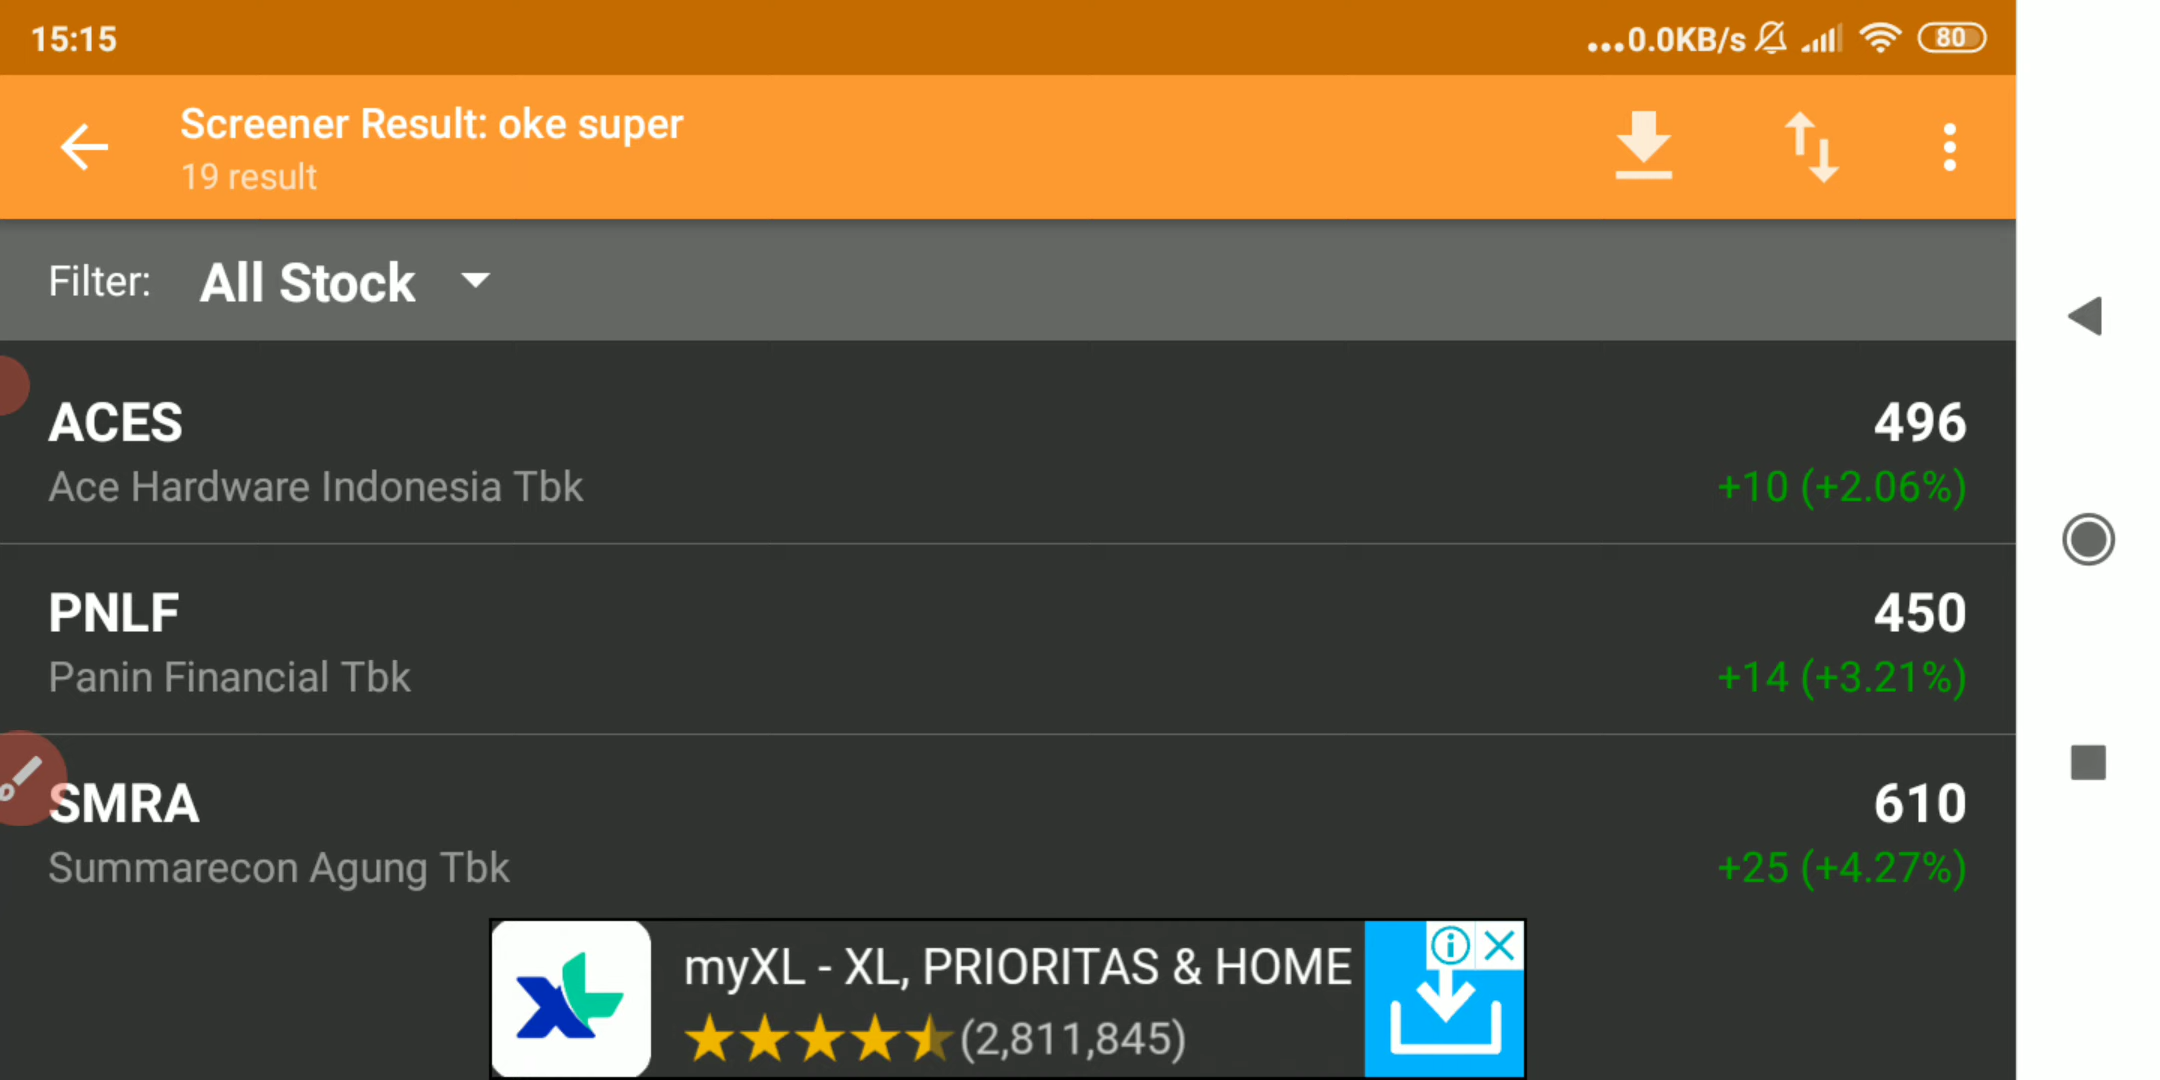 15:15
...0.0KB/s 80
Screener Result: oke super
19 result
Filter: All Stock
ACES 496
Ace Hardware Indonesia Tbk +10 (+2.06%)
PNLF 450
Panin Financial Tbk +14 (+3.21%)
SMRA 610
Summarecon Agung Tbk +25 (+4.27%)
myXL - XL, PRIORITAS & HOME
(2,811,845)